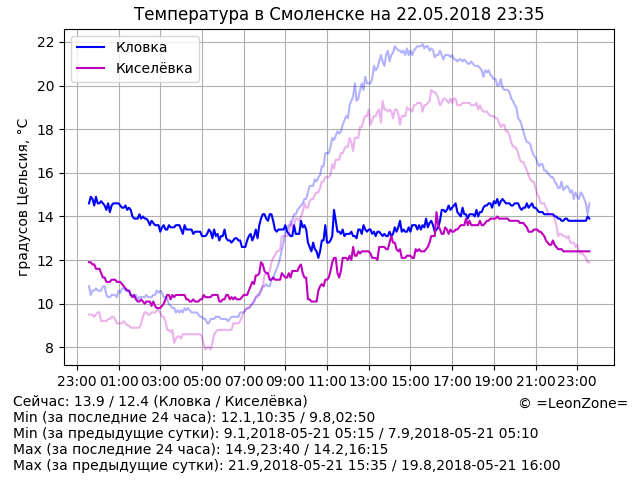 Температура в Смоленске на 22.05.2018 23:35
градусов Цельсия, °C
22
20
18
16
14
12
10
8
Кловка
Киселёвка
23:00 01:00 03:00 05:00 07:00 09:00 11:00 13:00 15:00 17:00 19:00 21:00 23:00
Сейчас: 13.9 / 12.4 (Кловка / Киселёвка)
© =LeonZone=
Min (за последние 24 часа): 12.1,10:35 / 9.8,02:50
Min (за предыдущие сутки): 9.1,2018-05-21 05:15 / 7.9,2018-05-21 05:10
Max (за последние 24 часа): 14.9,23:40 / 14.2,16:15
Max (за предыдущие сутки): 21.9,2018-05-21 15:35 / 19.8,2018-05-21 16:00